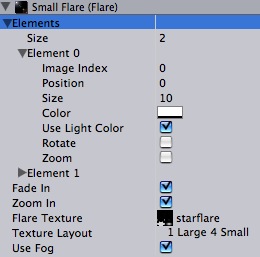 Small Flare (Flare)
Elements
Size 2
Element 0
Image Index 0
Position 0
Size 10
Color
Use Light Color
Rotate
Zoom
Element 1
Fade In
Zoom In
Flare Texture starflare
Texture Layout 1 Large 4 Small
Use Fog